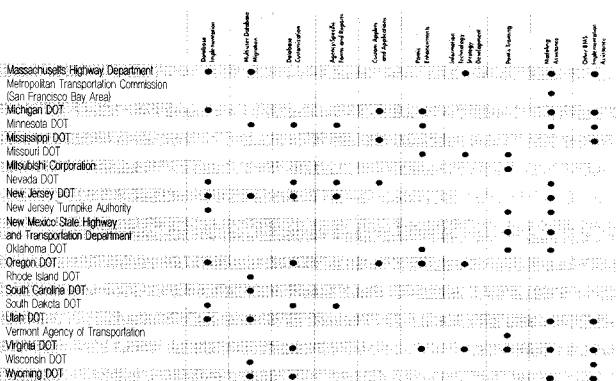 Database Implementation
Multi-user Database Migration
Database Customization
Agency-Specific Forms and Reports
Custom Applets and Applications
Pontis Enhancements
Information Technology Strategy Development
Pontis Training
Modeling Assistance
Other BMS Implementation Assistance
Massachusetts Highway Department
Metropolitan Transportation Commission
(San Francisco Bay Area)
Michigan DOT
Minnesota DOT
Mississippi DOT
Missouri DOT
Mitsubishi Corporation
Nevada DOT
New Jersey DOT
New Jersey Turnpike Authority
New Mexico State Highway
and Transportation Department
Oklahoma DOT
Oregon DOT
Rhode Island DOT
South Carolina DOT
South Dakota DOT
Utah DOT
Vermont Agency of Transportation
Virginia DOT
Wisconsin DOT
Wyoming DOT